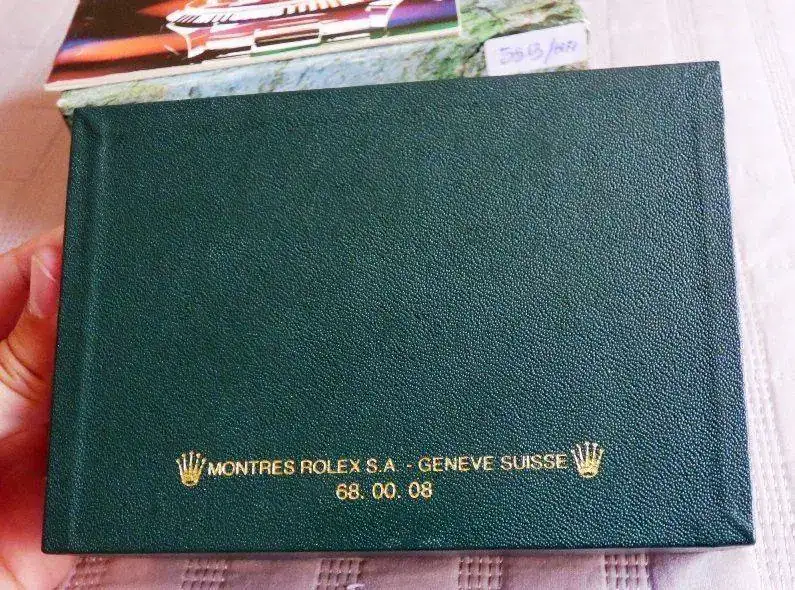 MONTRES ROLEX S.A. - GENEVE SUISSE
68. 00. 08